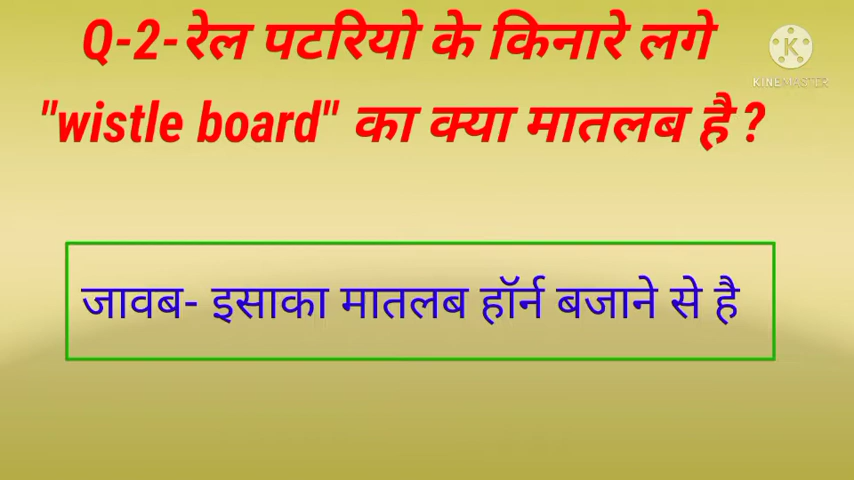 Q-2-रेल पटरियो के किनारे लगे
"wistle board" का क्या मातलब है ?
जावब- इसाका मातलब हॉर्न बजाने से है
K
KINEMASTER